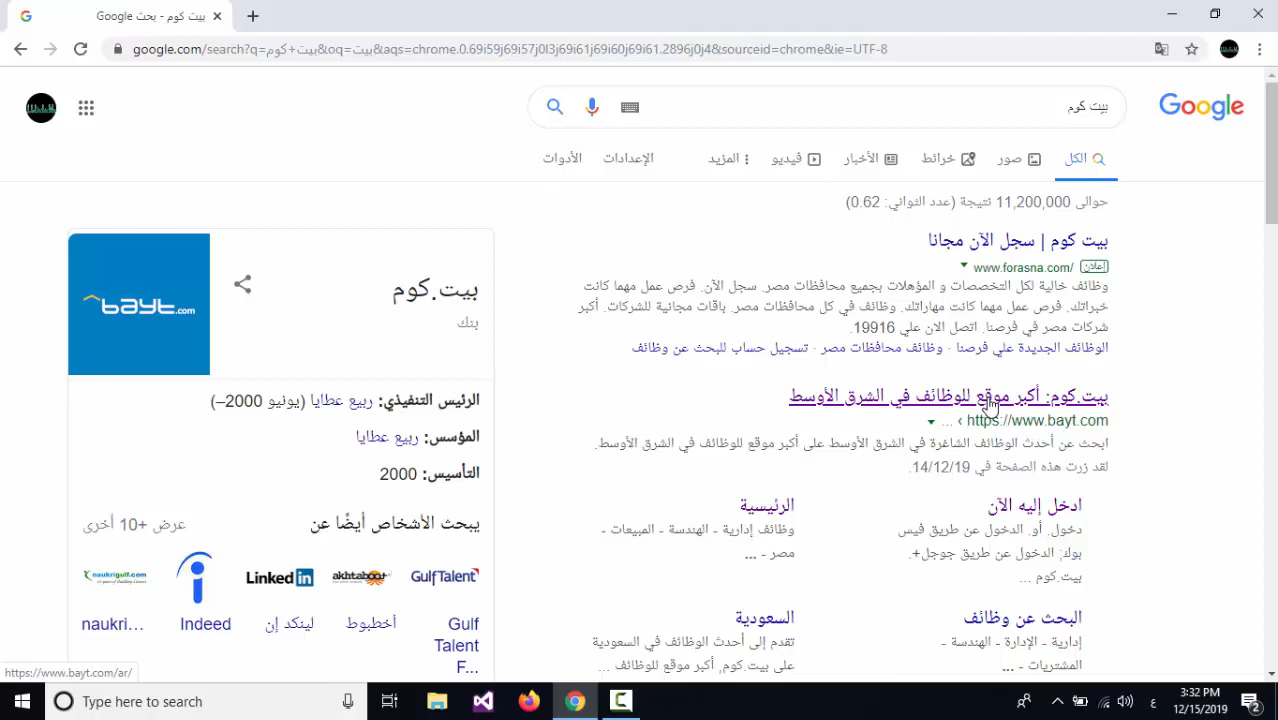 بيت كوم - بحث Google
google.com/search?q=بيت+كوم&oq=بيت&aqs=chrome.0.69i59j69i57j0l3j69i61j69i60j69i61.2896j0j4&sourceid=chrome&ie=UTF-8
بيت كوم
Google
الكل
صور
خرائط
الأخبار
فيديو
المزيد
الإعدادات
الأدوات
حوالى 11,200,000 نتيجة (عدد الثواني: 0.62)
بيت كوم | سجل الآن مجانا
إعلان www.forasna.com/
وظائف خالية لكل التخصصات و المؤهلات بجميع محافظات مصر. سجل الآن. فرص عمل مهما كانت
خبراتك. فرص عمل مهما كانت مهاراتك. وظائف في كل محافظات مصر. باقات مجانية للشركات. أكبر
شركات مصر في فرصنا. اتصل الان علي 19916.
الوظائف الجديدة علي فرصنا · وظائف محافظات مصر · تسجيل حساب للبحث عن وظائف
بيت.كوم: أكبر موقع للوظائف في الشرق الأوسط
https://www.bayt.com › ...
ابحث عن أحدث الوظائف الشاغرة في الشرق الأوسط على أكبر موقع للوظائف في الشرق الأوسط.
لقد زرت هذه الصفحة في 14/12/19.
ادخل إليه الآن
دخول. أو. الدخول عن طريق فيس
بوك: الدخول عن طريق جوجل+.
بيت.كوم ...
الرئيسية
وظائف إدارية - الهندسة - المبيعات -
مصر - ...
البحث عن وظائف
إدارية - الإدارة - الهندسة -
المشتريات - ...
السعودية
تقدم إلى أحدث الوظائف في السعودية
على بيت.كوم, أكبر موقع للوظائف ...
bayt.com
بيت.كوم
بنك
الرئيس التنفيذي: ربيع عطايا (يونيو 2000–)
المؤسس: ربيع عطايا
التأسيس: 2000
يبحث الأشخاص أيضًا عن
عرض +10 أخرى
GulfTalent
akhtaboot
LinkedIn
naukrigulf.com
Gulf
Talent
F...
أخطبوط
لينكد إن
Indeed
naukri...
https://www.bayt.com/ar/
Type here to search
ع
3:32 PM
12/15/2019
2